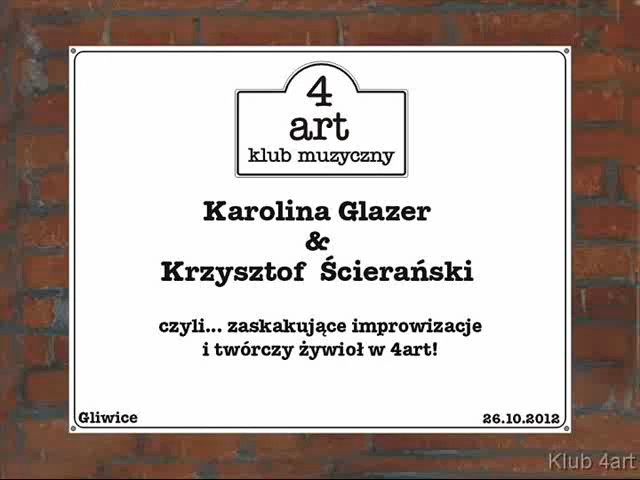 4
art
klub muzyczny
Karolina Glazer
&
Krzysztof Ścierański
czyli... zaskakujące improwizacje
i twórczy żywioł w 4art!
Gliwice
26.10.2012
Klub 4art